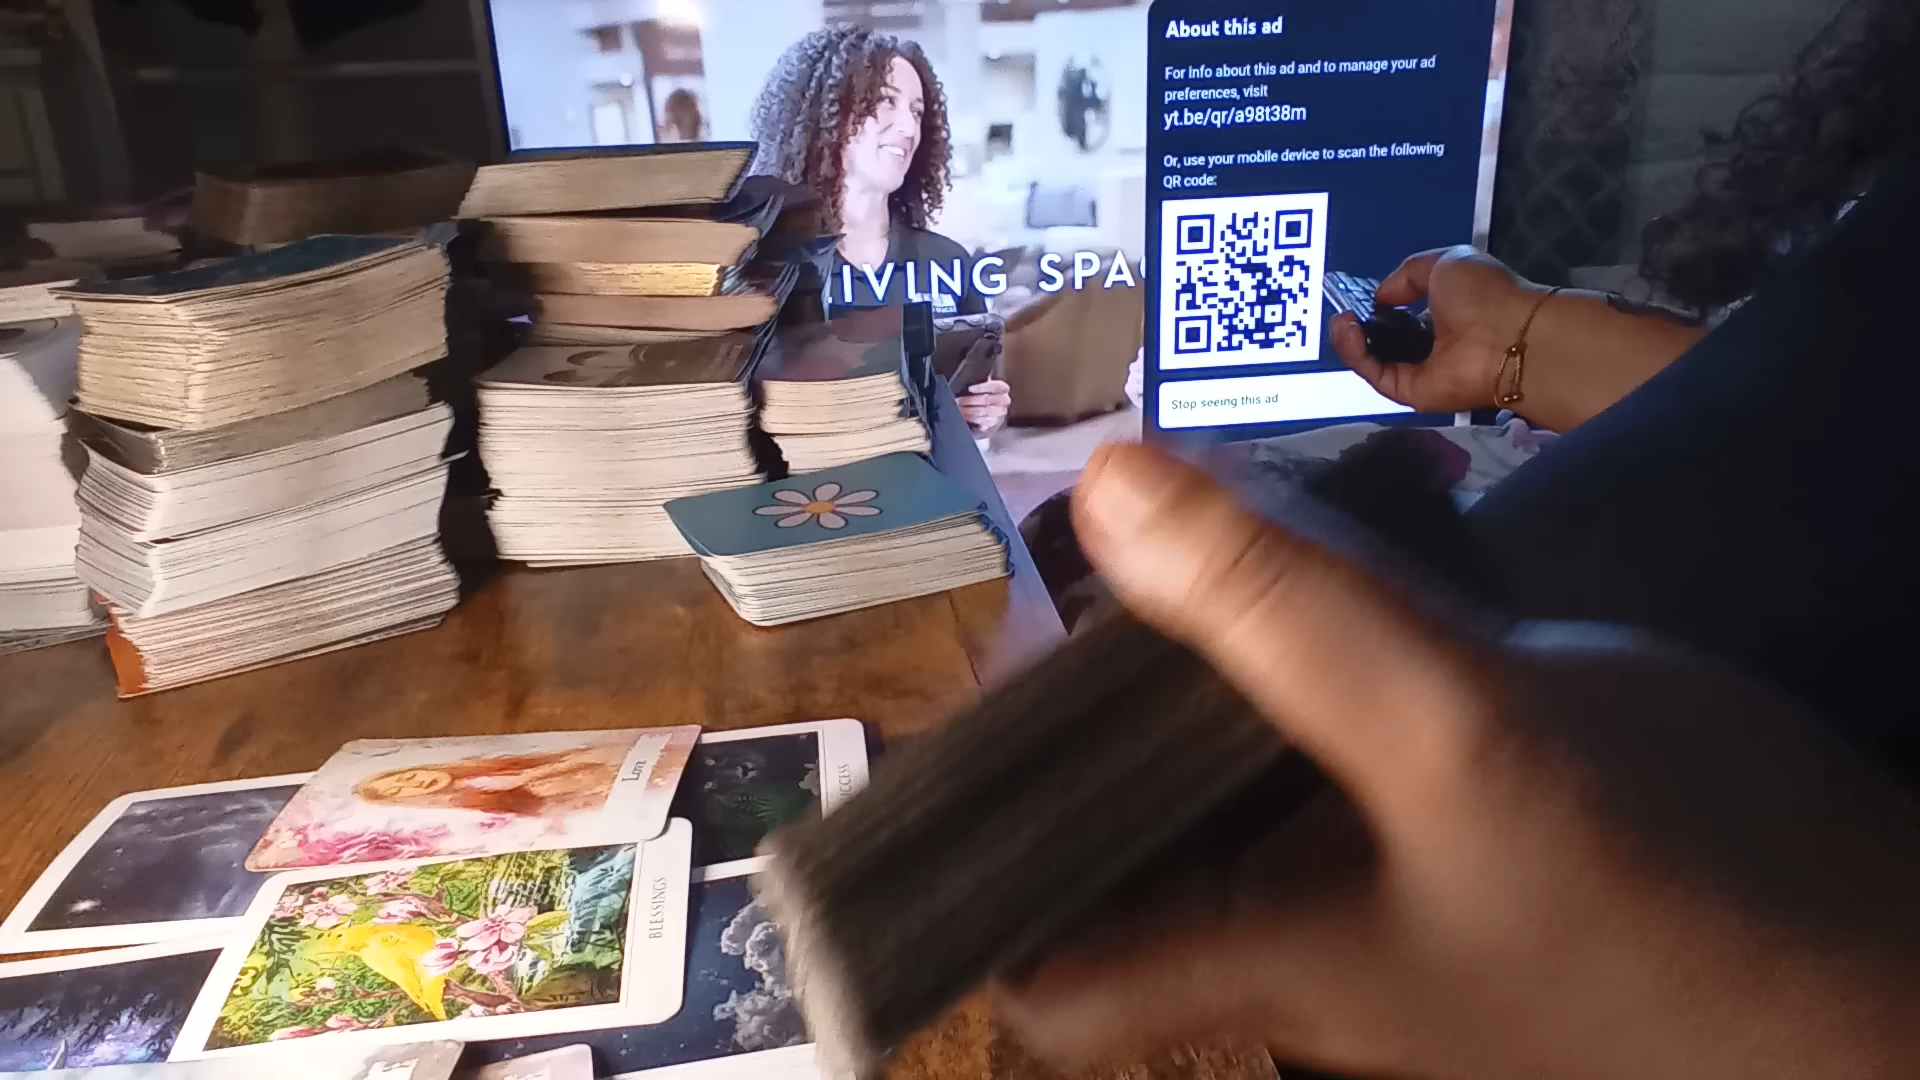 About this ad
For info about this ad and to manage your ad
preferences, visit
yt.be/qr/a98t38m
Or, use your mobile device to scan the following
QR code:
IVING SPA
Stop seeing this ad
LOVE
BLESSINGS